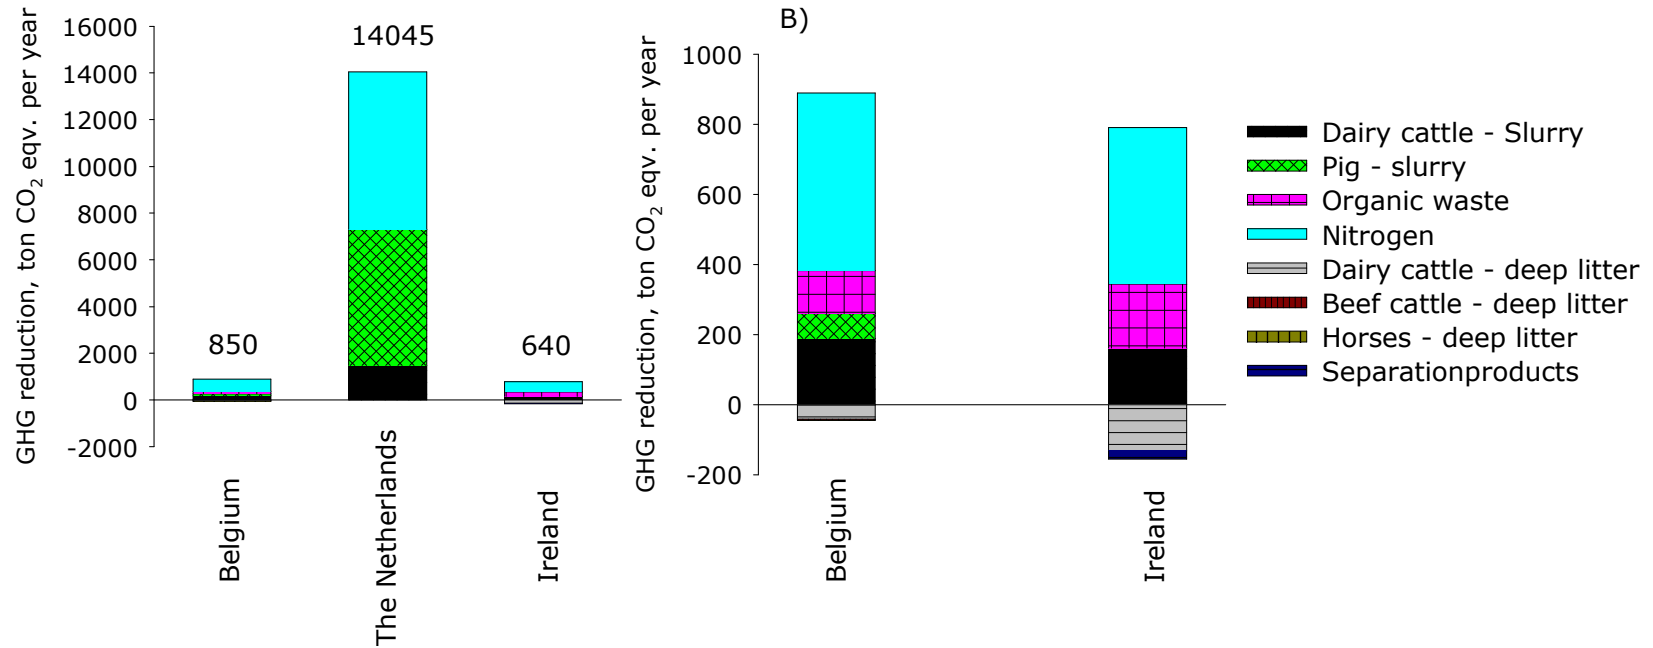 GHG reduction, ton CO₂ eqv. per year
16000
14000
12000
10000
8000
6000
4000
2000
0
-2000
850
14045
640
Belgium
The Netherlands
Ireland
B)
GHG reduction, ton CO₂ eqv. per year
1000
800
600
400
200
0
-200
Belgium
Ireland
Dairy cattle - Slurry
Pig - slurry
Organic waste
Nitrogen
Dairy cattle - deep litter
Beef cattle - deep litter
Horses - deep litter
Separationproducts